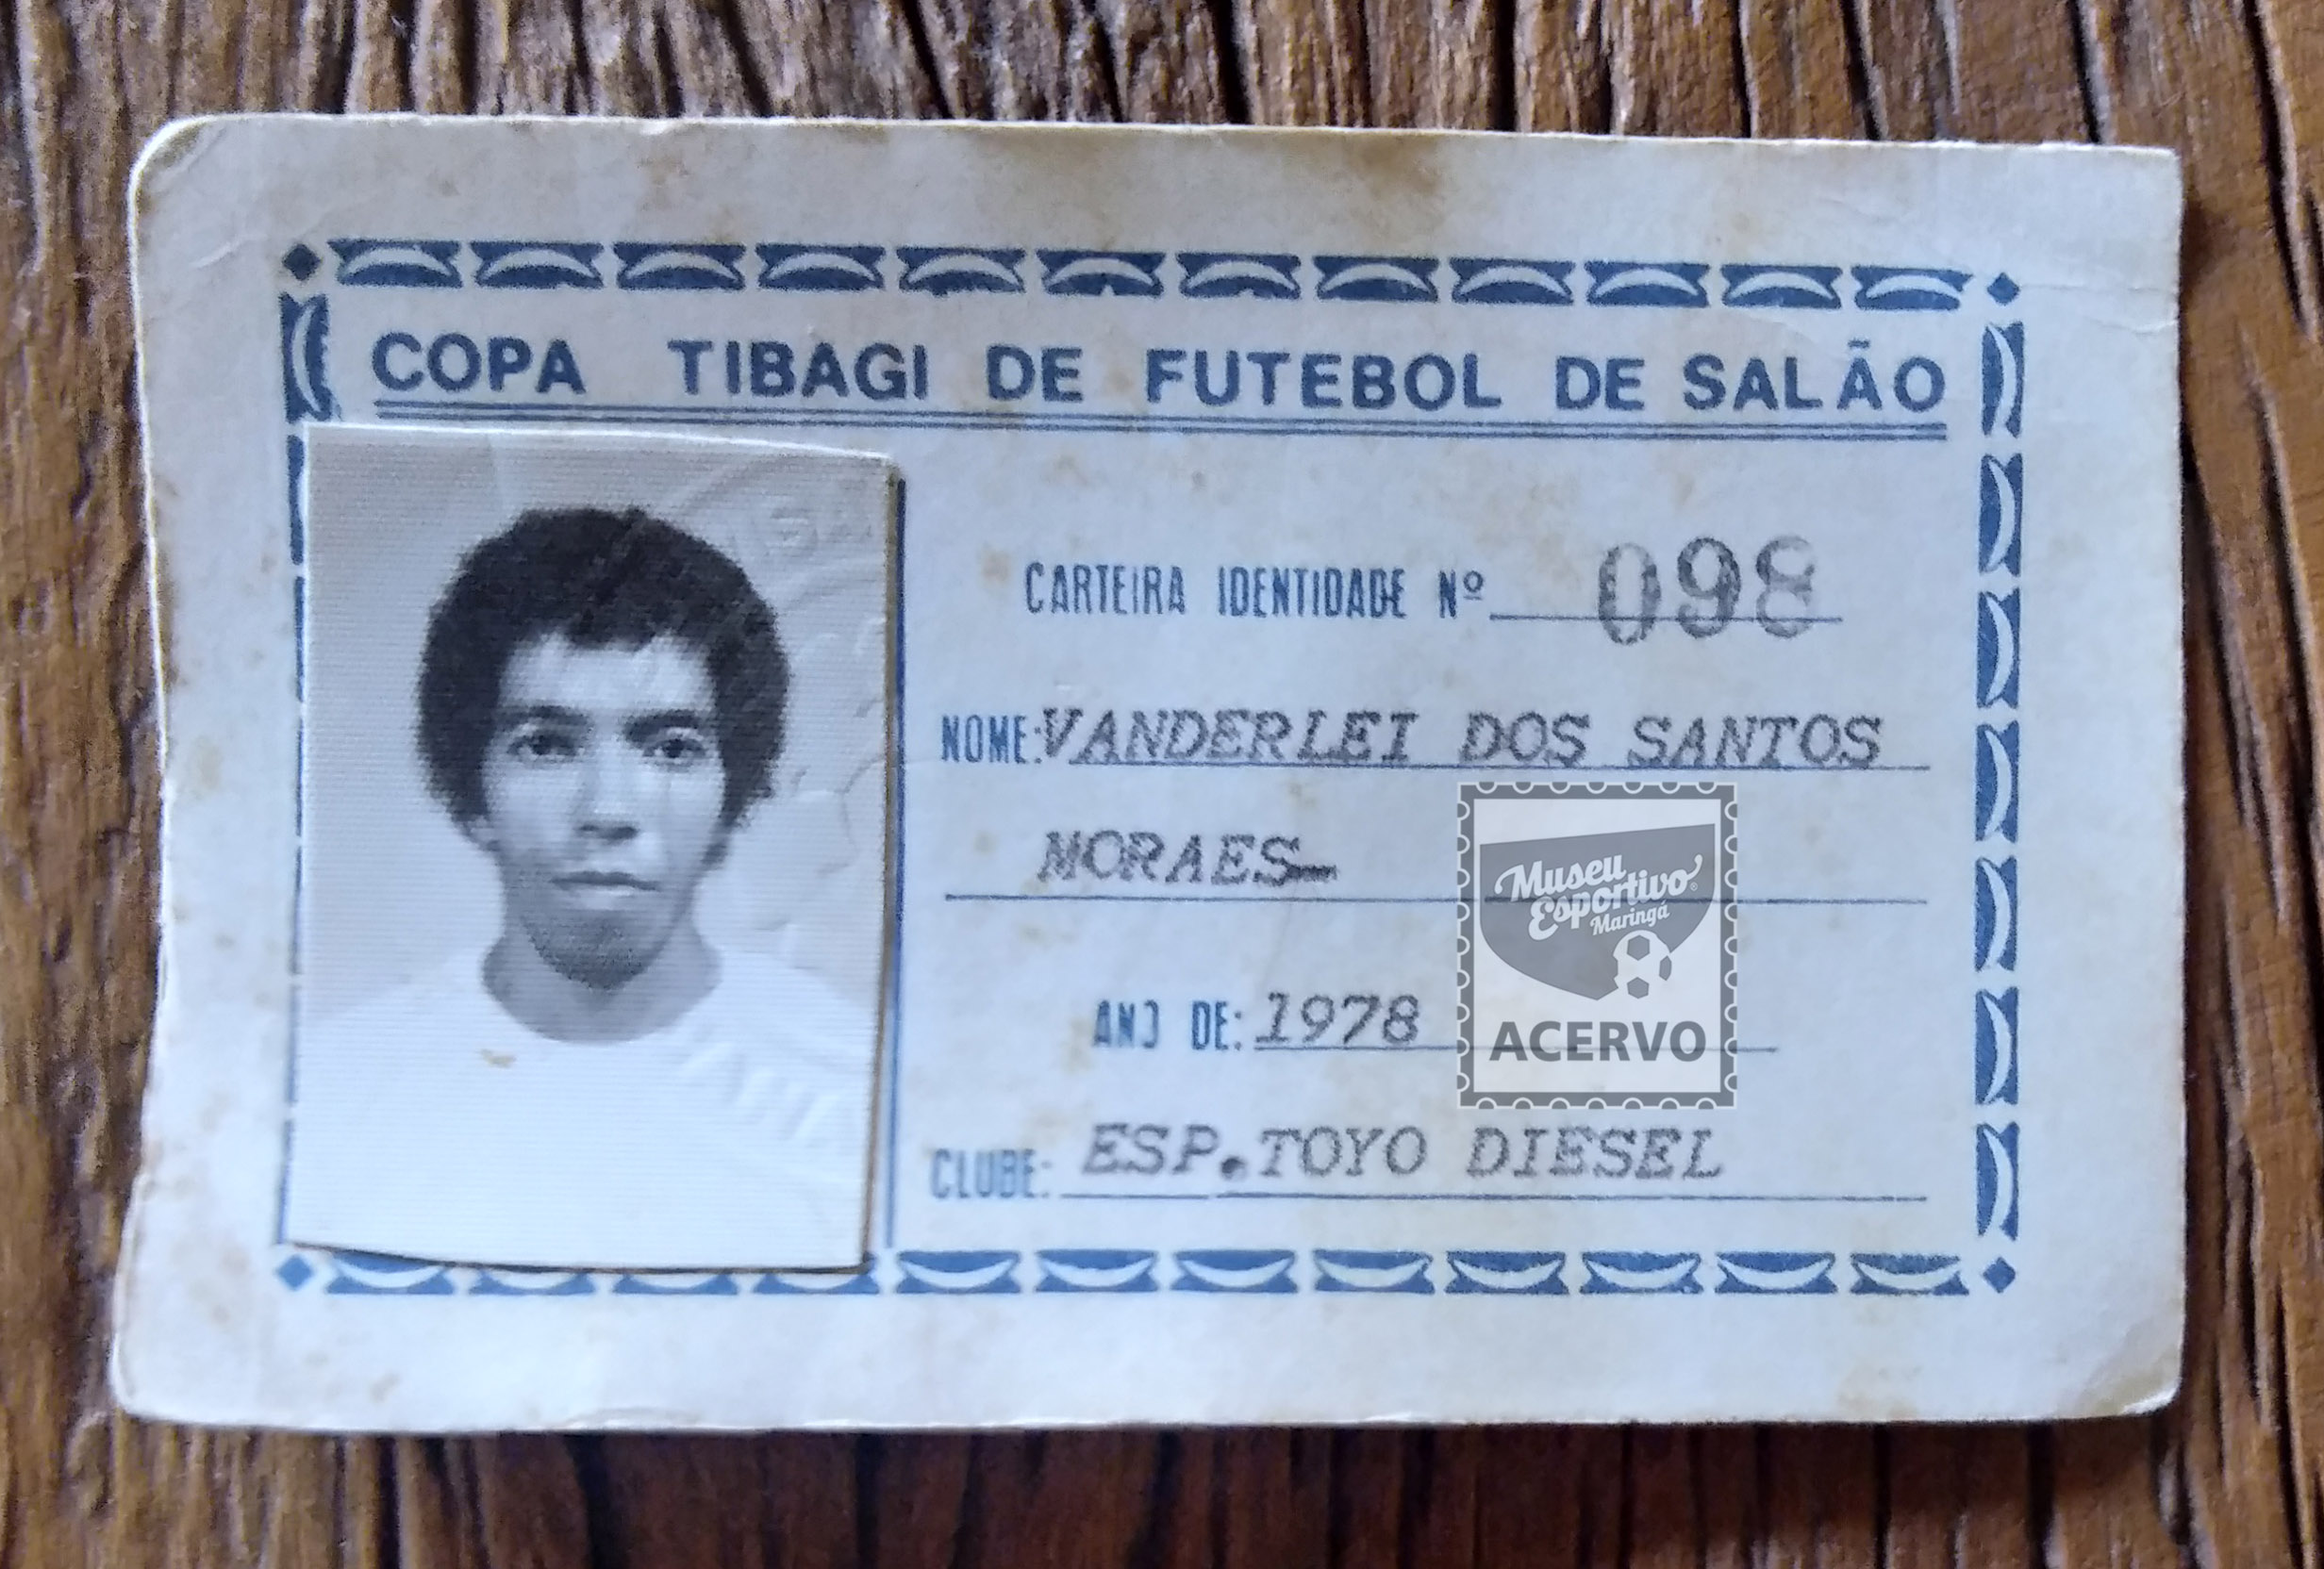 COPA TIBAGI DE FUTEBOL DE SALÃO
CARTEIRA IDENTIDADE Nº 098
NOME: VANDERLEI DOS SANTOS
MORAES-
Museu
Esportivo®
Maringá
ACERVO
ANO DE: 1978
CLUBE: ESP. TOYO DIESEL